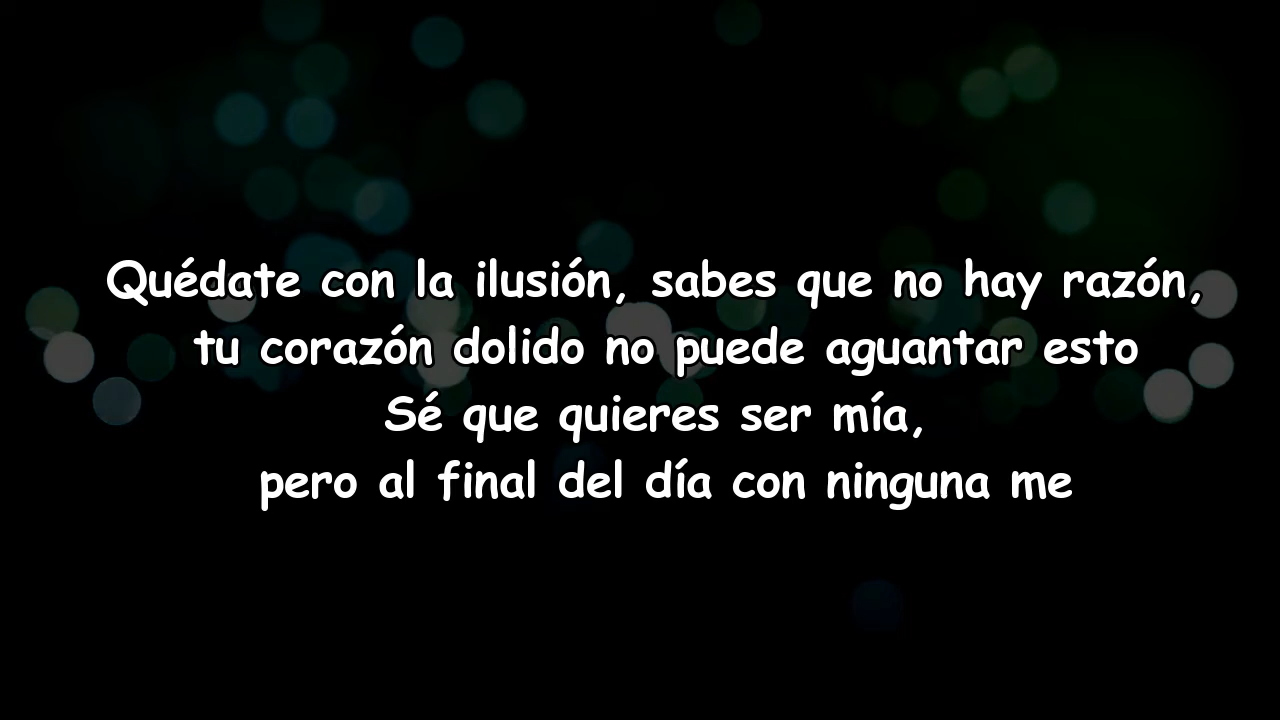 Quédate con la ilusión, sabes que no hay razón,
tu corazón dolido no puede aguantar esto
Sé que quieres ser mía,
pero al final del día con ninguna me